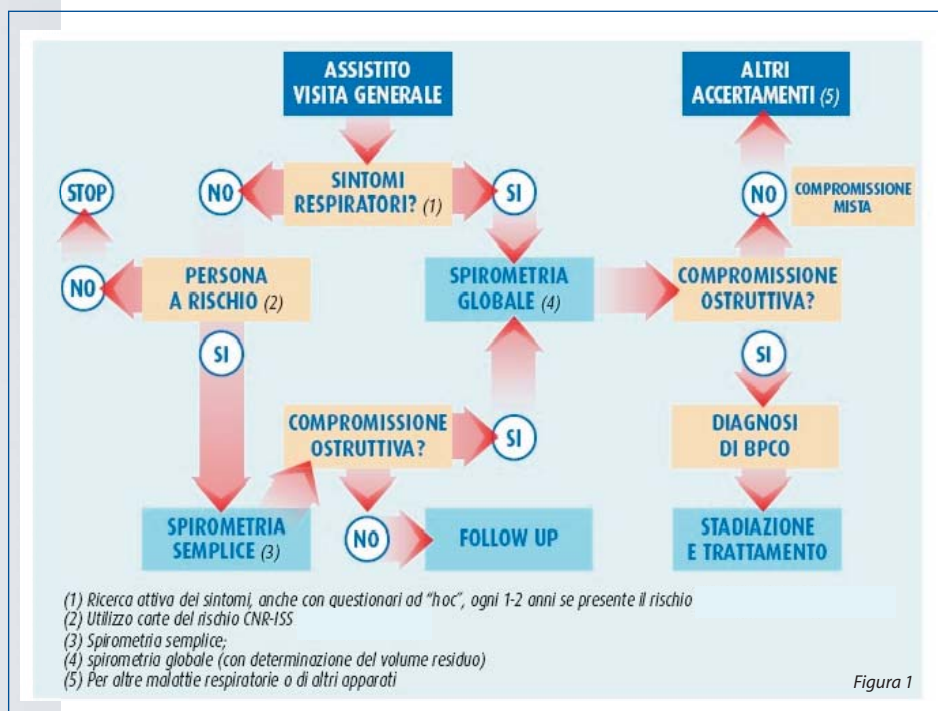 ASSISTITO
VISITA GENERALE
ALTRI
ACCERTAMENTI (5)
STOP
NO
SINTOMI
RESPIRATORI? (1)
SI
NO
COMPROMISSIONE
MISTA
NO
PERSONA
A RISCHIO (2)
SPIROMETRIA
GLOBALE (4)
COMPROMISSIONE
OSTRUTTIVA?
SI
SI
COMPROMISSIONE
OSTRUTTIVA?
SI
DIAGNOSI
DI BPCO
SPIROMETRIA
SEMPLICE (3)
NO
FOLLOW UP
STADIAZIONE
E TRATTAMENTO
(1) Ricerca attiva dei sintomi, anche con questionari ad "hoc", ogni 1-2 anni se presente il rischio
(2) Utilizzo carte del rischio CNR-ISS
(3) Spirometria semplice;
(4) spirometria globale (con determinazione del volume residuo)
(5) Per altre malattie respiratorie o di altri apparati
Figura 1